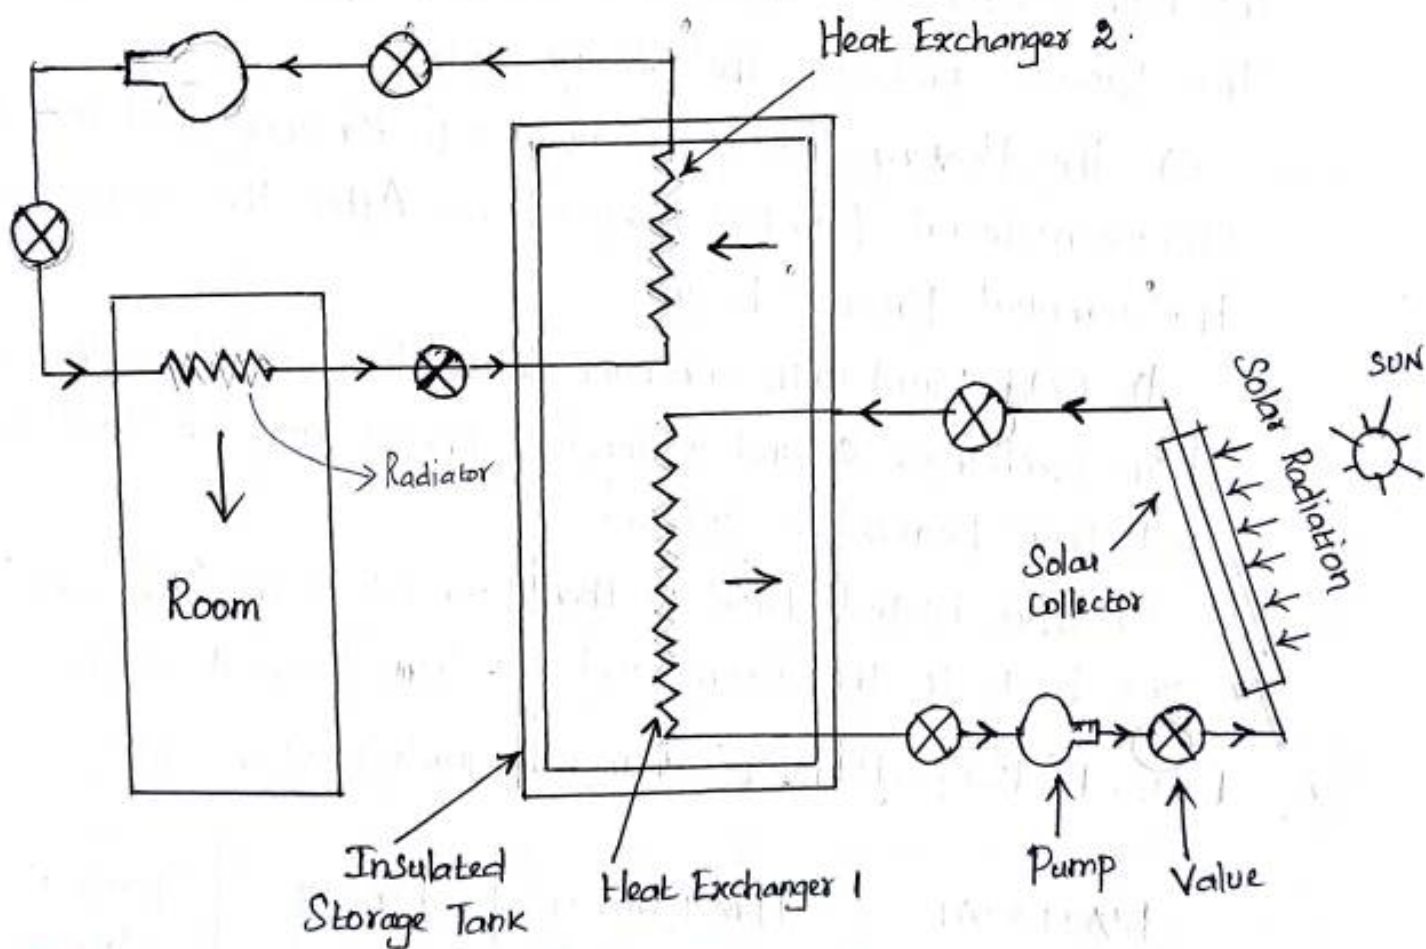 Heat Exchanger 2.
SUN
Solar Radiation
Radiator
Solar
Collector
Room
Insulated
Storage Tank
Heat Exchanger 1
Pump
Value